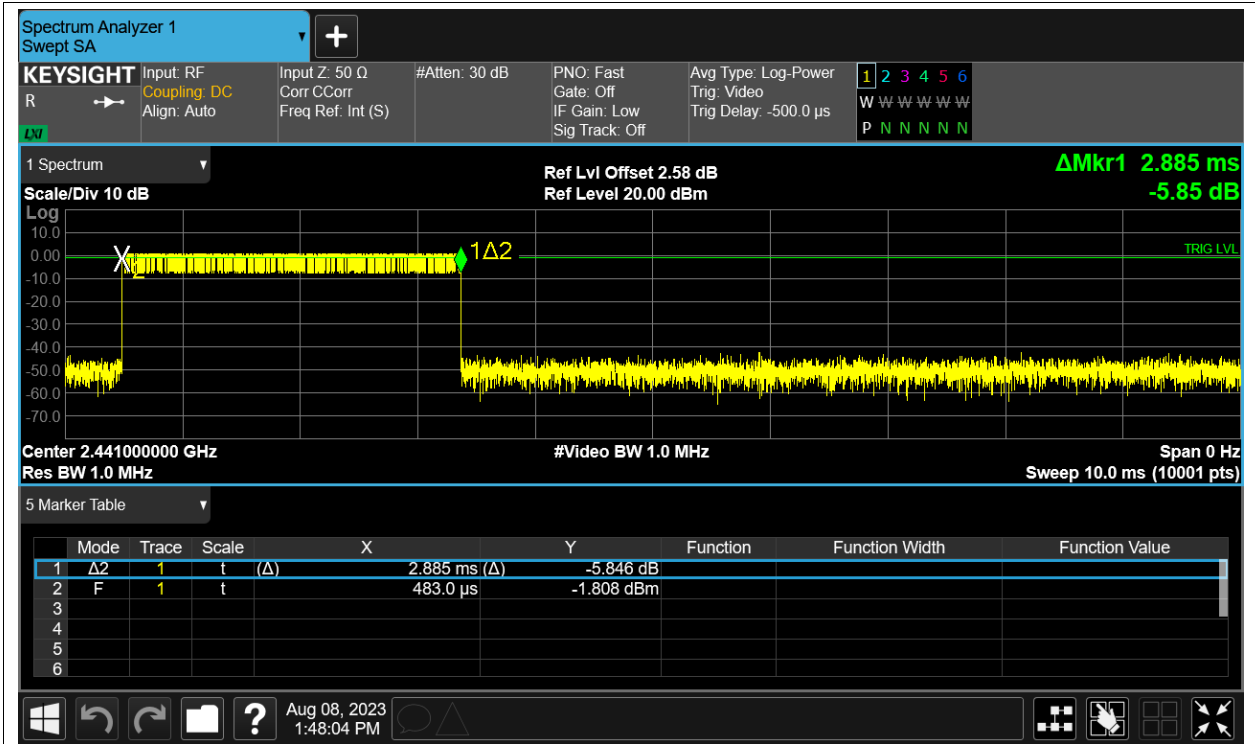 Spectrum Analyzer 1
Swept SA
+
KEYSIGHT Input: RF Input Z: 50 Ω #Atten: 30 dB PNO: Fast Avg Type: Log-Power 1 2 3 4 5 6
R Coupling: DC Corr CCorr Gate: Off Trig: Video W W W W W W
Align: Auto Freq Ref: Int (S) IF Gain: Low Trig Delay: -500.0 µs
LXI Sig Track: Off P N N N N N
1 Spectrum Ref Lvl Offset 2.58 dB ΔMkr1 2.885 ms
Scale/Div 10 dB Ref Level 20.00 dBm -5.85 dB
Log
10.0
0.00 X 2 1Δ2 TRIG LVL
-10.0
-20.0
-30.0
-40.0
-50.0
-60.0
-70.0
Center 2.441000000 GHz #Video BW 1.0 MHz Span 0 Hz
Res BW 1.0 MHz Sweep 10.0 ms (10001 pts)
5 Marker Table
Mode Trace Scale X Y Function Function Width Function Value
1 Δ2 1 t (Δ) 2.885 ms (Δ) -5.846 dB
2 F 1 t 483.0 µs -1.808 dBm
3
4
5
6
? Aug 08, 2023
1:48:04 PM